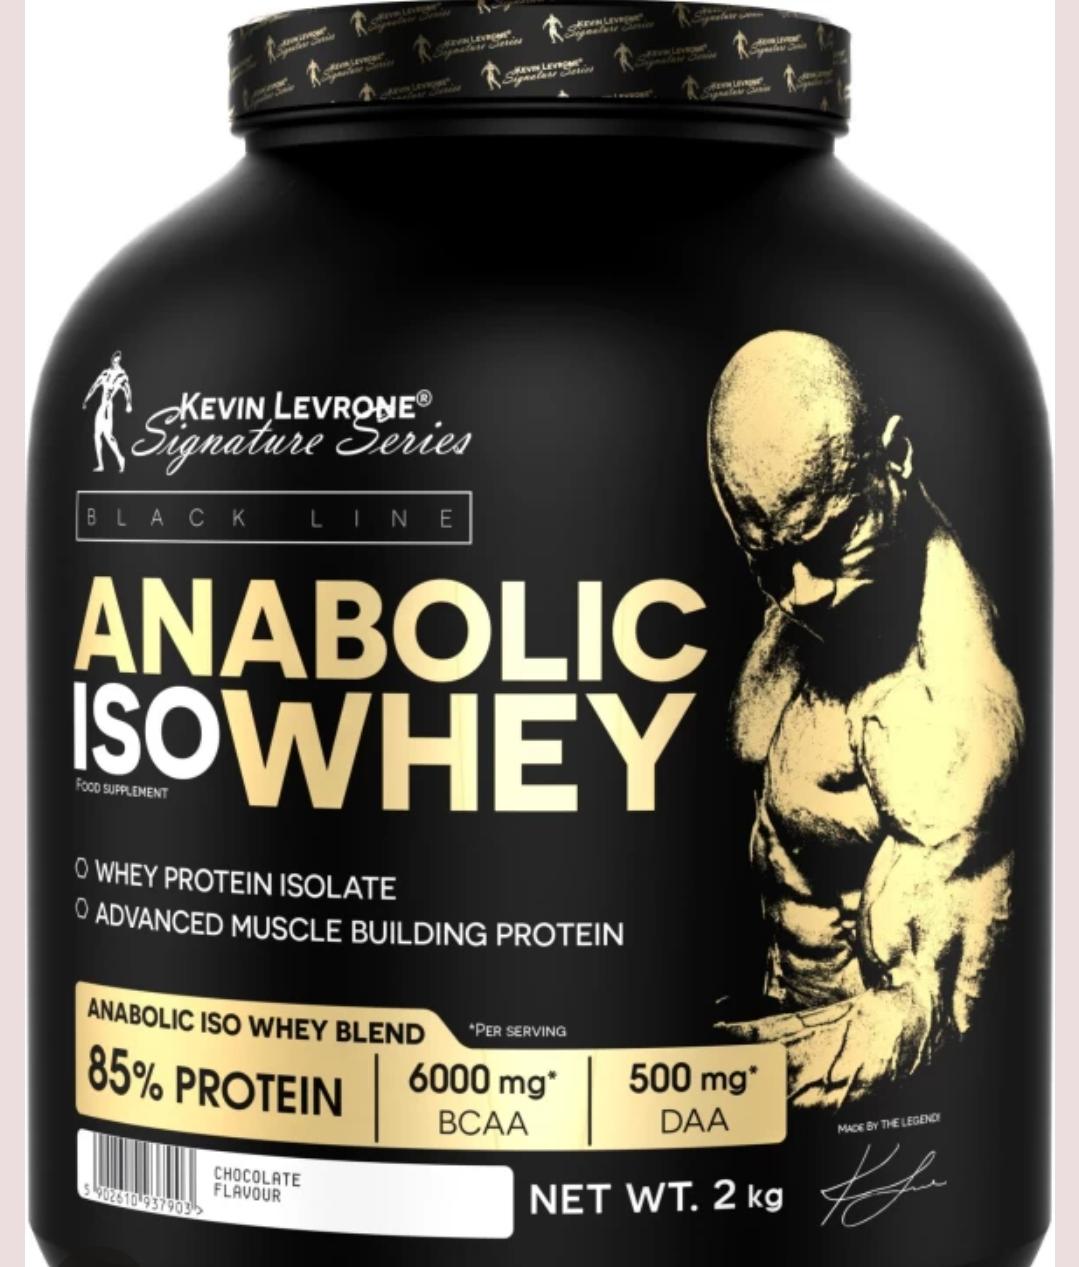 KEVIN LEVRONE®
Signature Series
BLACK LINE
ANABOLIC
ISOWHEY
FOOD SUPPLEMENT
WHEY PROTEIN ISOLATE
ADVANCED MUSCLE BUILDING PROTEIN
ANABOLIC ISO WHEY BLEND
*PER SERVING
85% PROTEIN
6000 mg*
BCAA
500 mg*
DAA
MADE BY THE LEGEND!
5 902610 937903 >
CHOCOLATE
FLAVOUR
NET WT. 2 kg